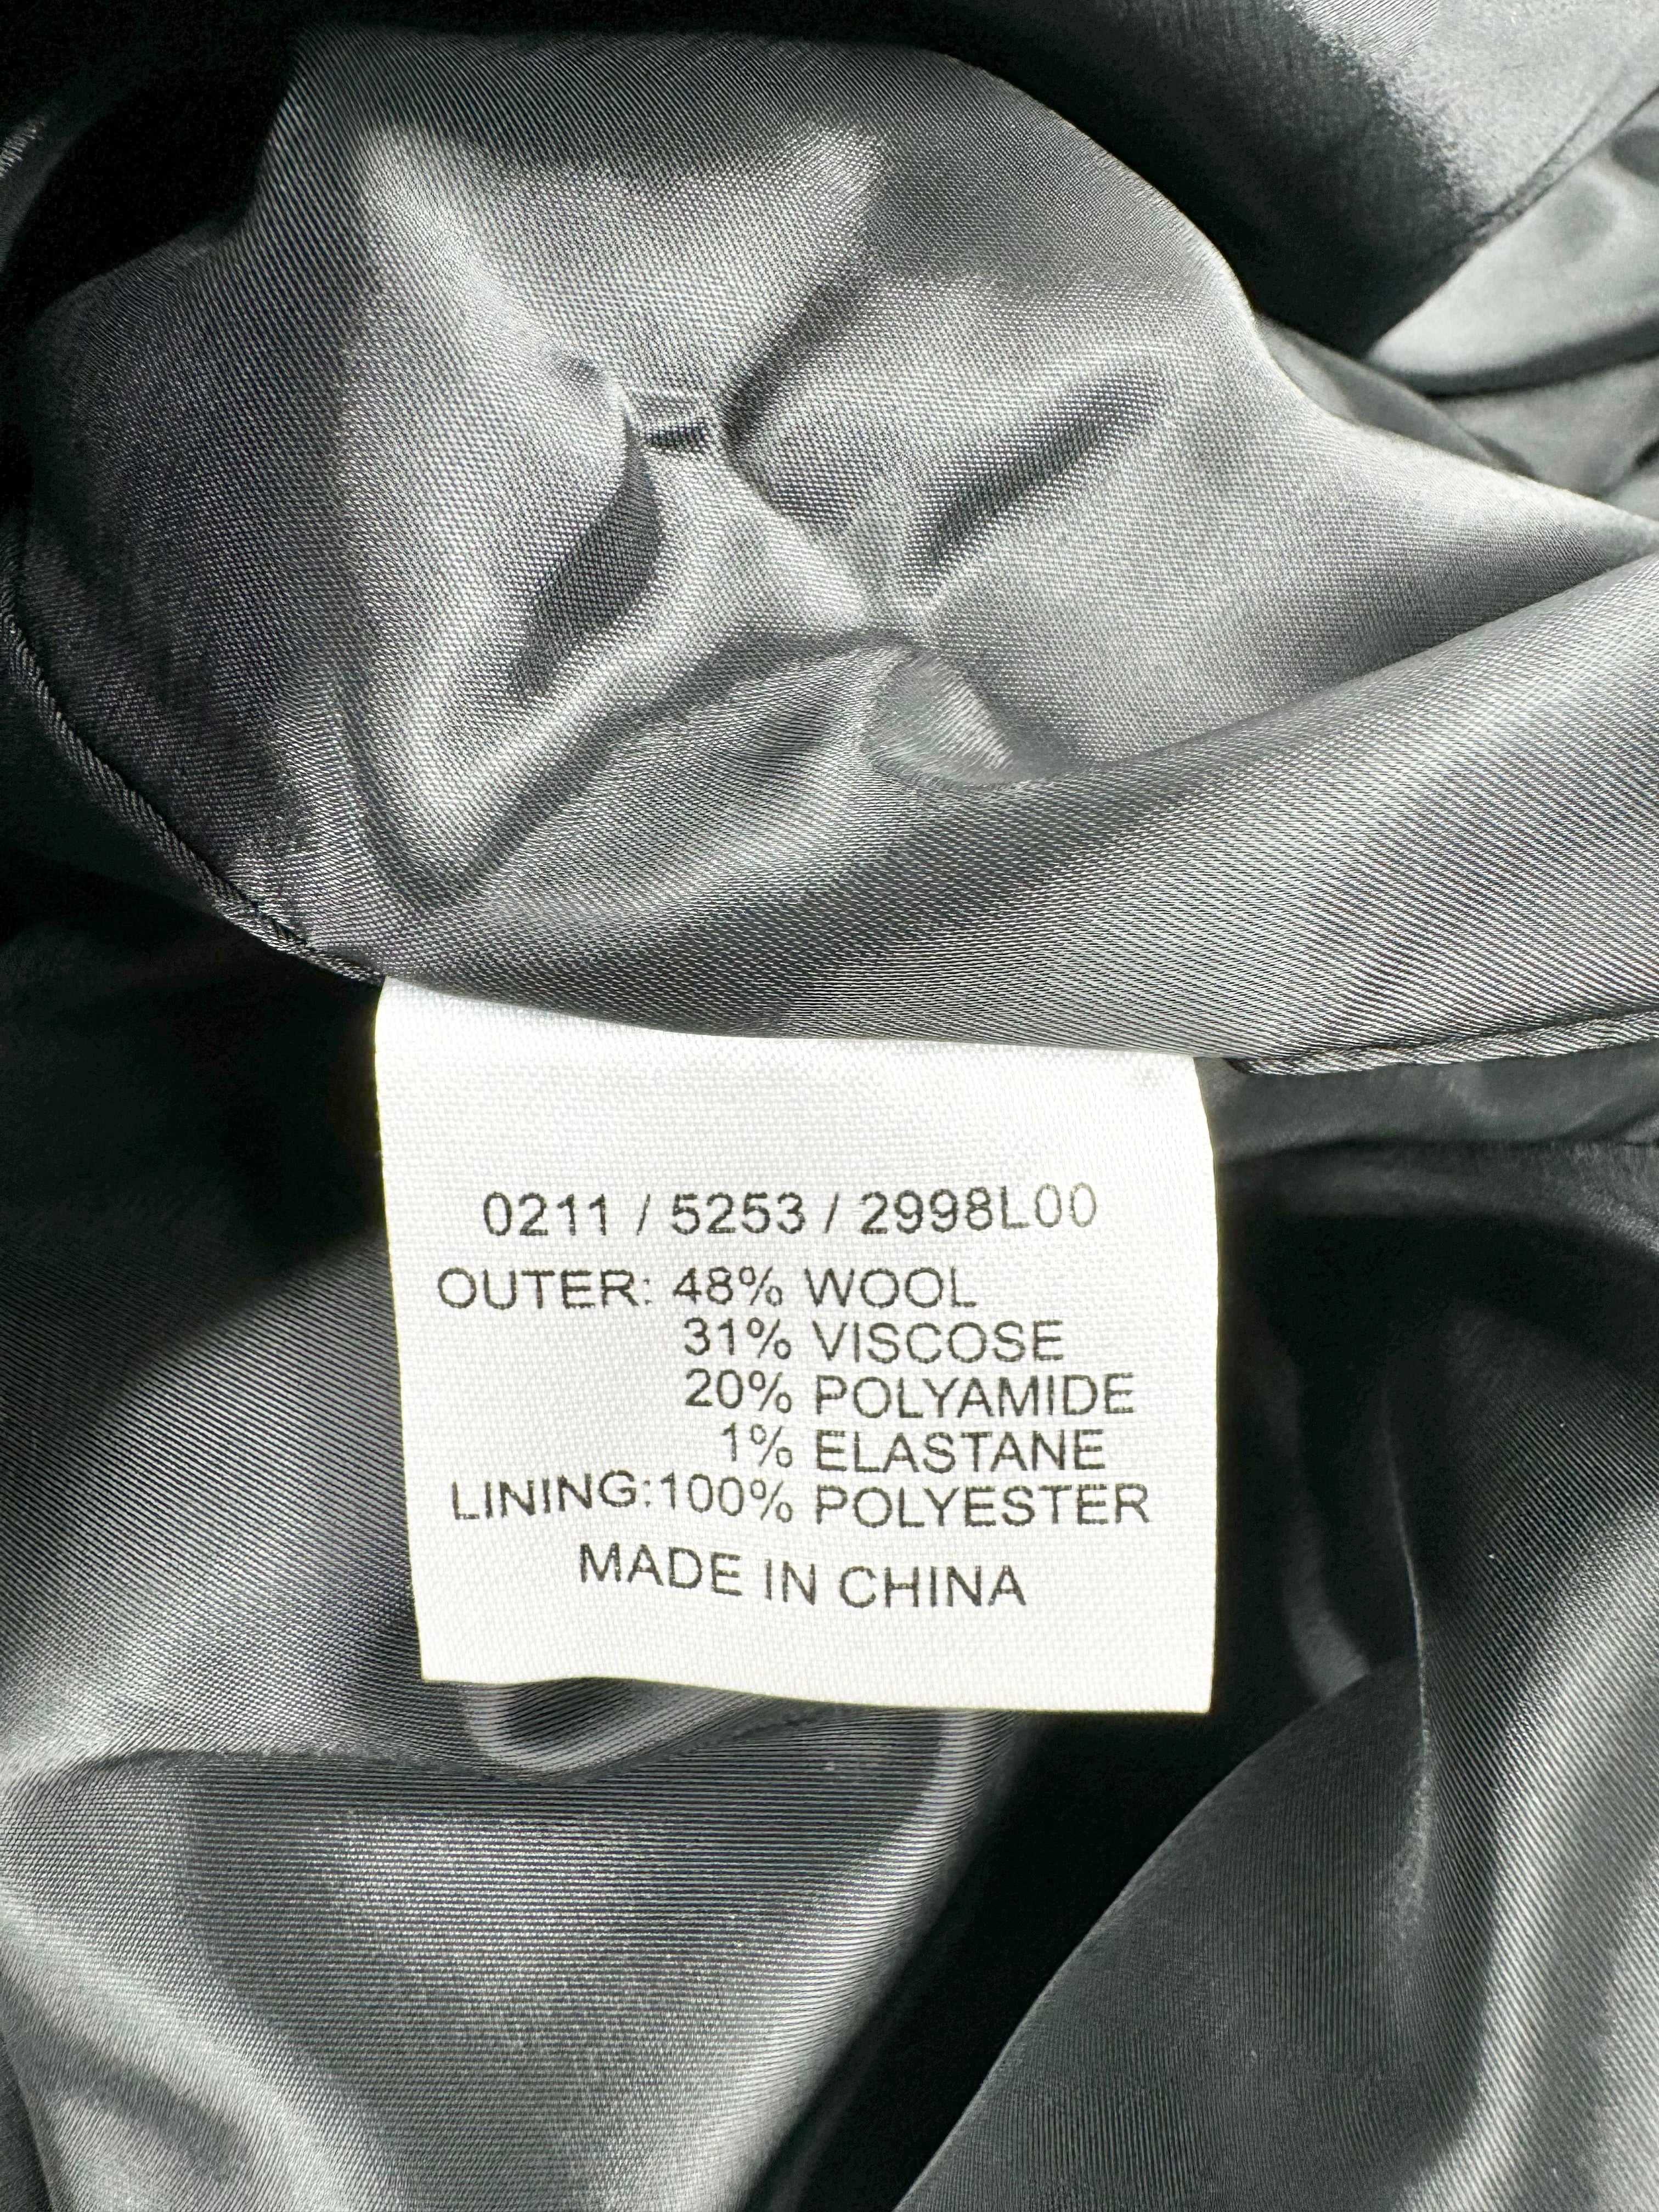 0211 / 5253 / 2998L00
OUTER: 48% WOOL
31% VISCOSE
20% POLYAMIDE
1% ELASTANE
LINING:100% POLYESTER
MADE IN CHINA